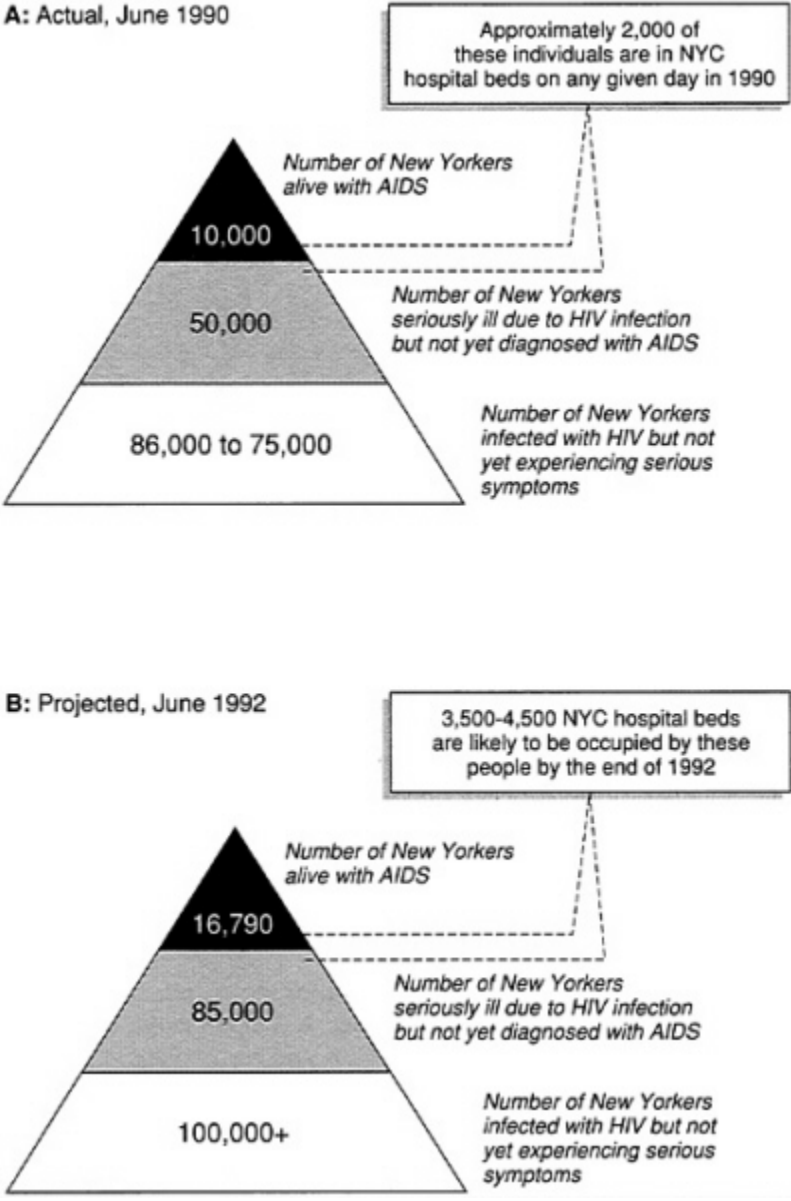 A: Actual, June 1990
Approximately 2,000 of
these individuals are in NYC
hospital beds on any given day in 1990
Number of New Yorkers
alive with AIDS
10,000
50,000
Number of New Yorkers
seriously ill due to HIV infection
but not yet diagnosed with AIDS
86,000 to 75,000
Number of New Yorkers
infected with HIV but not
yet experiencing serious
symptoms
B: Projected, June 1992
3,500-4,500 NYC hospital beds
are likely to be occupied by these
people by the end of 1992
Number of New Yorkers
alive with AIDS
16,790
85,000
Number of New Yorkers
seriously ill due to HIV infection
but not yet diagnosed with AIDS
100,000+
Number of New Yorkers
infected with HIV but not
yet experiencing serious
symptoms